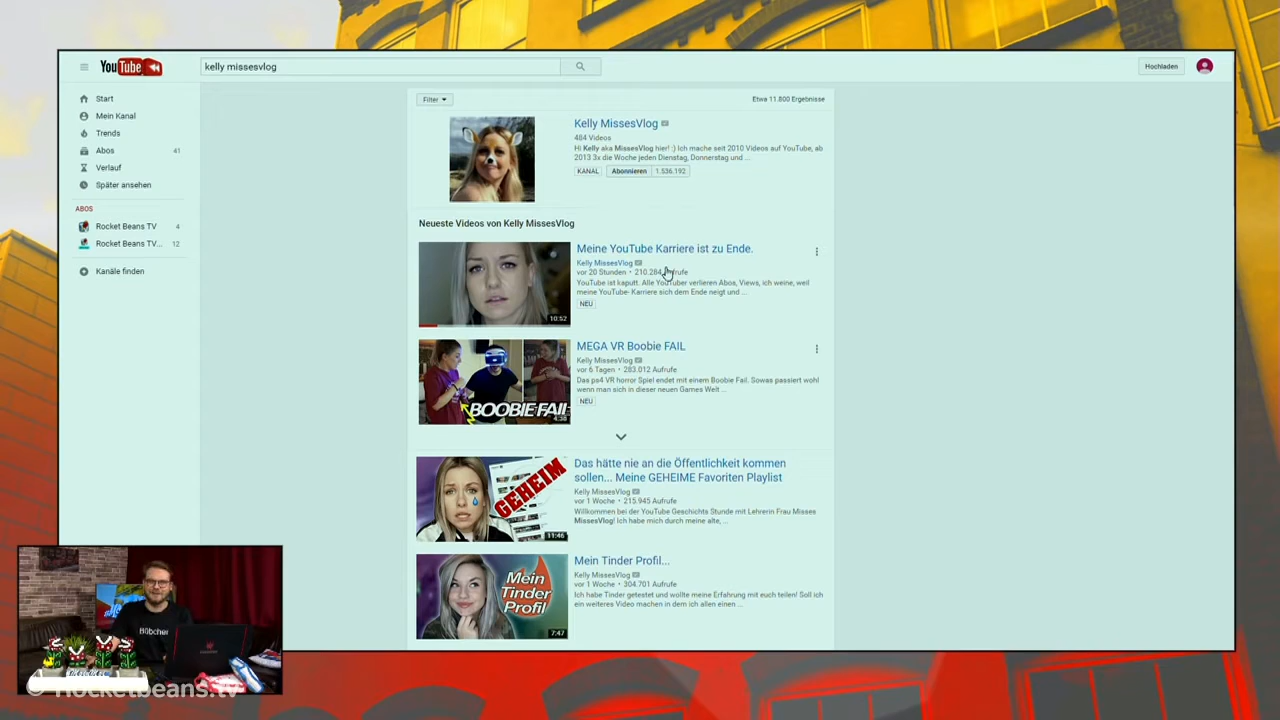 YouTube
kelly missesvlog
Hochladen
Start
Mein Kanal
Trends
Abos 41
Verlauf
Später ansehen
ABOS
Rocket Beans TV 4
Rocket Beans TV... 12
Kanäle finden
Filter
Etwa 11.800 Ergebnisse
Kelly MissesVlog
484 Videos
Hi Kelly aka MissesVlog hier! :) Ich mache seit 2010 Videos auf YouTube, ab
2013 3x die Woche jeden Dienstag, Donnerstag und ...
KANAL Abonnieren 1.536.192
Neueste Videos von Kelly MissesVlog
10:52
Meine YouTube Karriere ist zu Ende.
Kelly MissesVlog
vor 20 Stunden • 210.284
YouTube ist kaputt. Alle YouTuber verlieren Abos, Views, ich weine, weil
meine YouTube- Karriere sich dem Ende neigt und ...
NEU
BOOBIE FAIL
4:38
MEGA VR Boobie FAIL
Kelly MissesVlog
vor 6 Tagen • 283.012 Aufrufe
Das ps4 VR horror Spiel endet mit einem Boobie Fail. Sowas passiert wohl
wenn man sich in dieser neuen Games Welt ...
NEU
GEHEIM
11:46
Das hätte nie an die Öffentlichkeit kommen
sollen... Meine GEHEIME Favoriten Playlist
Kelly MissesVlog
vor 1 Woche • 215.945 Aufrufe
Willkommen bei der YouTube Geschichts Stunde mit Lehrerin Frau Misses
MissesVlog! Ich habe mich durch meine alte, ...
Mein
Tinder
Profil
7:47
Mein Tinder Profil...
Kelly MissesVlog
vor 1 Woche • 304.701 Aufrufe
Ich habe Tinder getestet und wollte meine Erfahrung mit euch teilen! Soll ich
ein weiteres Video machen in dem ich allen einen ...
Bübcher
rocketbeans.tv